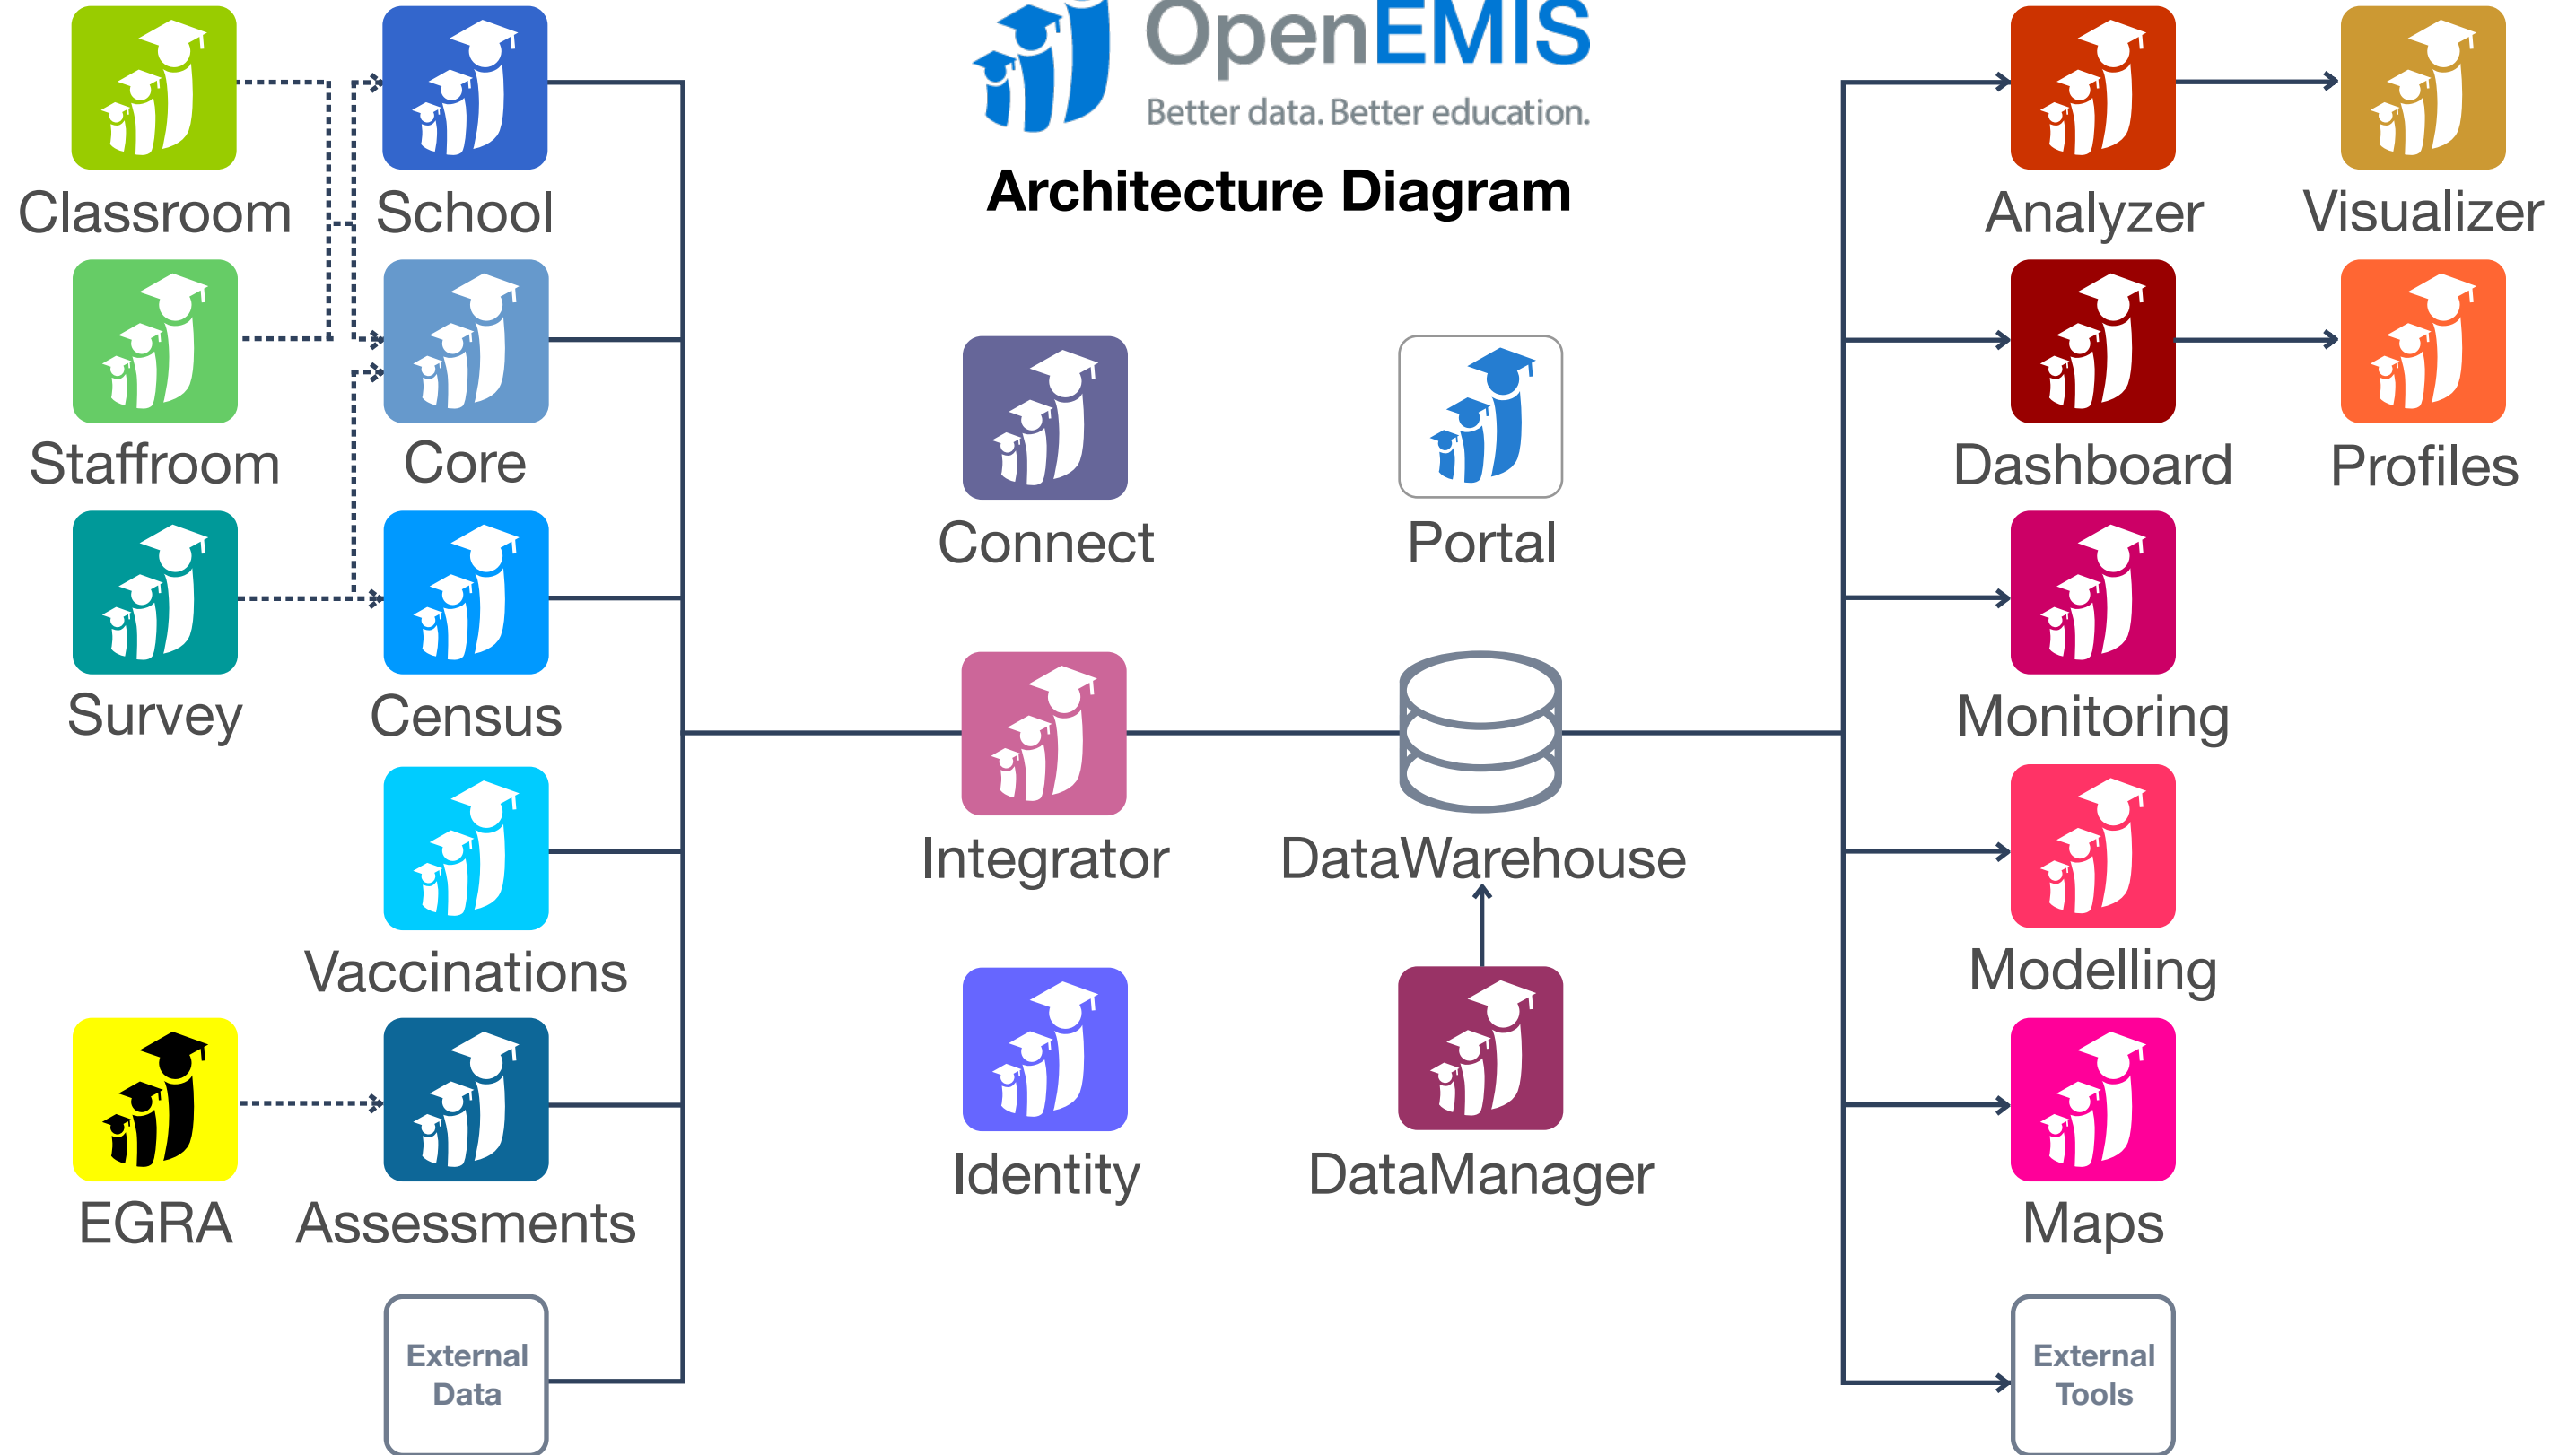 OpenEMIS
Better data. Better education.
Architecture Diagram
Classroom
School
Staffroom
Core
Survey
Census
Vaccinations
EGRA
Assessments
External
Data
Connect
Portal
Integrator
DataWarehouse
Identity
DataManager
Analyzer
Visualizer
Dashboard
Profiles
Monitoring
Modelling
Maps
External
Tools